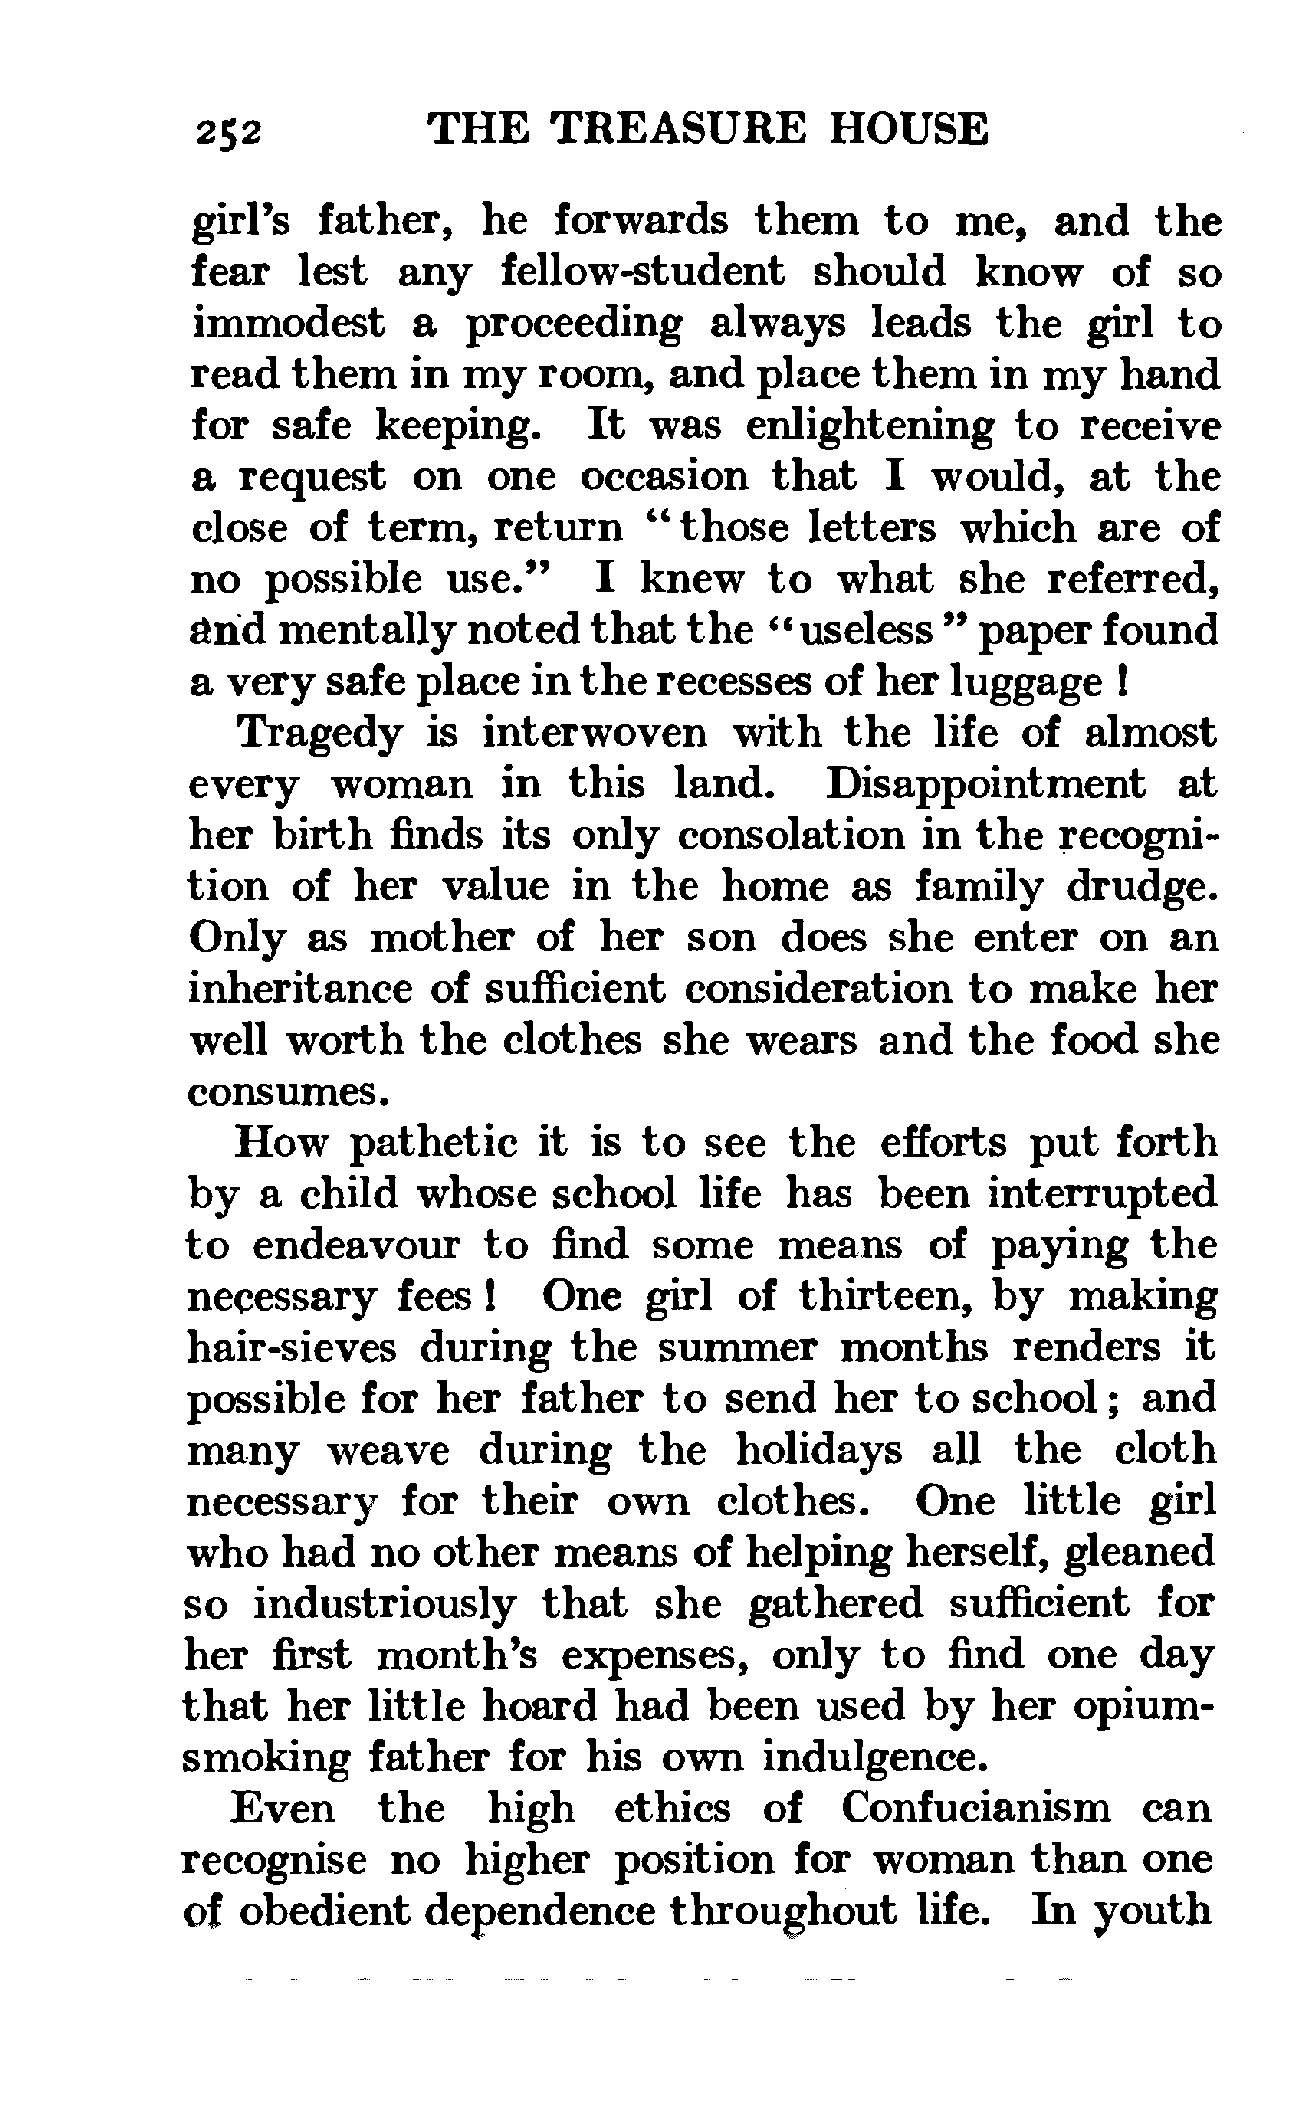 252 THE TREASURE HOUSE
girl's father, he forwards them to me, and the
fear lest any fellow-student should know of so
immodest a proceeding always leads the girl to
read them in my room, and place them in my hand
for safe keeping. It was enlightening to receive
a request on one occasion that I would, at the
close of term, return “those letters which are of
no possible use.” I knew to what she referred,
and mentally noted that the “useless” paper found
a very safe place in the recesses of her luggage!
Tragedy is interwoven with the life of almost
every woman in this land. Disappointment at
her birth finds its only consolation in the recogni-
tion of her value in the home as family drudge.
Only as mother of her son does she enter on an
inheritance of sufficient consideration to make her
well worth the clothes she wears and the food she
consumes.
How pathetic it is to see the efforts put forth
by a child whose school life has been interrupted
to endeavour to find some means of paying the
necessary fees! One girl of thirteen, by making
hair-sieves during the summer months renders it
possible for her father to send her to school; and
many weave during the holidays all the cloth
necessary for their own clothes. One little girl
who had no other means of helping herself, gleaned
so industriously that she gathered sufficient for
her first month's expenses, only to find one day
that her little hoard had been used by her opium-
smoking father for his own indulgence.
Even the high ethics of Confucianism can
recognise no higher position for woman than one
of obedient dependence throughout life. In youth